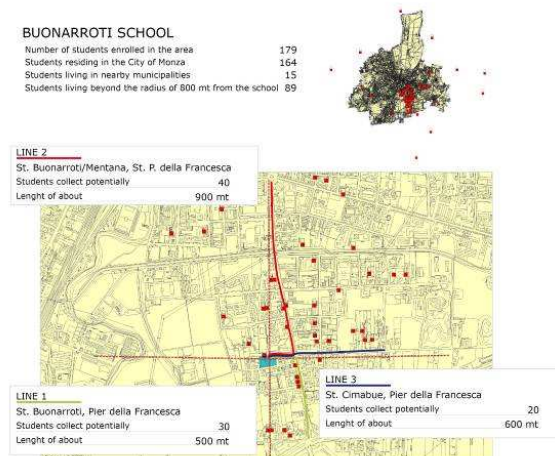 BUONARROTI SCHOOL
Number of students enrolled in the area 179
Students residing in the City of Monza 164
Students living in nearby municipalities 15
Students living beyond the radius of 800 mt from the school 89
LINE 2
St. Buonarroti/Mentana, St. P. della Francesca
Students collect potentially 40
Lenght of about 900 mt
LINE 1
St. Buonarroti, Pier della Francesca
Students collect potentially 30
Lenght of about 500 mt
LINE 3
St. Cimabue, Pier della Francesca
Students collect potentially 20
Lenght of about 600 mt